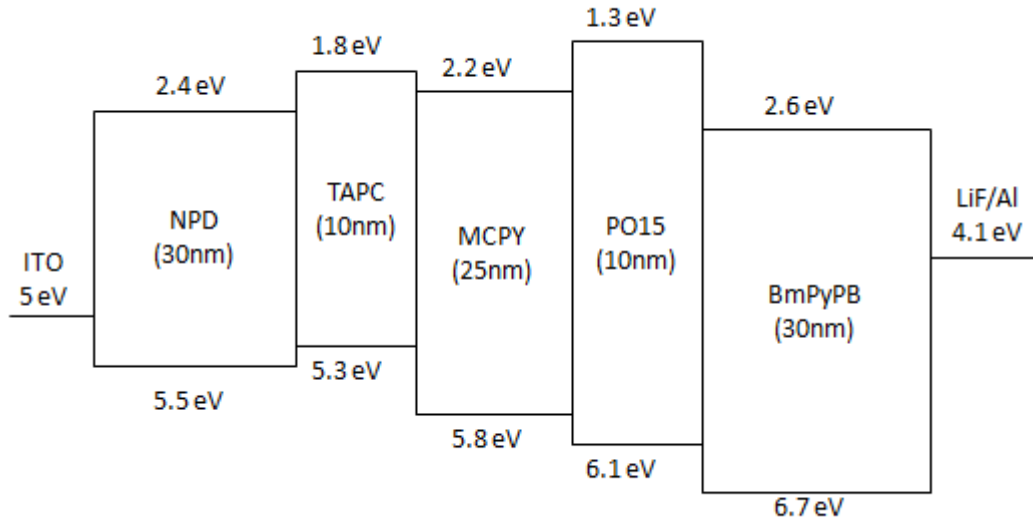 1.3 eV
1.8 eV
2.2 eV
2.4 eV
2.6 eV
TAPC
(10nm)
NPD
(30nm)
MCPY
(25nm)
PO15
(10nm)
LiF/Al
4.1 eV
ITO
5 eV
BmPyPB
(30nm)
5.3 eV
5.5 eV
5.8 eV
6.1 eV
6.7 eV